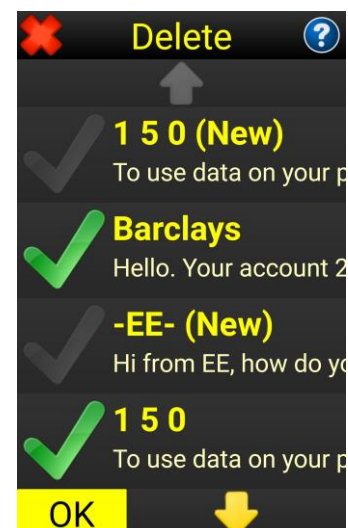 Delete
?
1 5 0 (New)
To use data on your p
Barclays
Hello. Your account 2
-EE- (New)
Hi from EE, how do yo
1 5 0
To use data on your p
OK